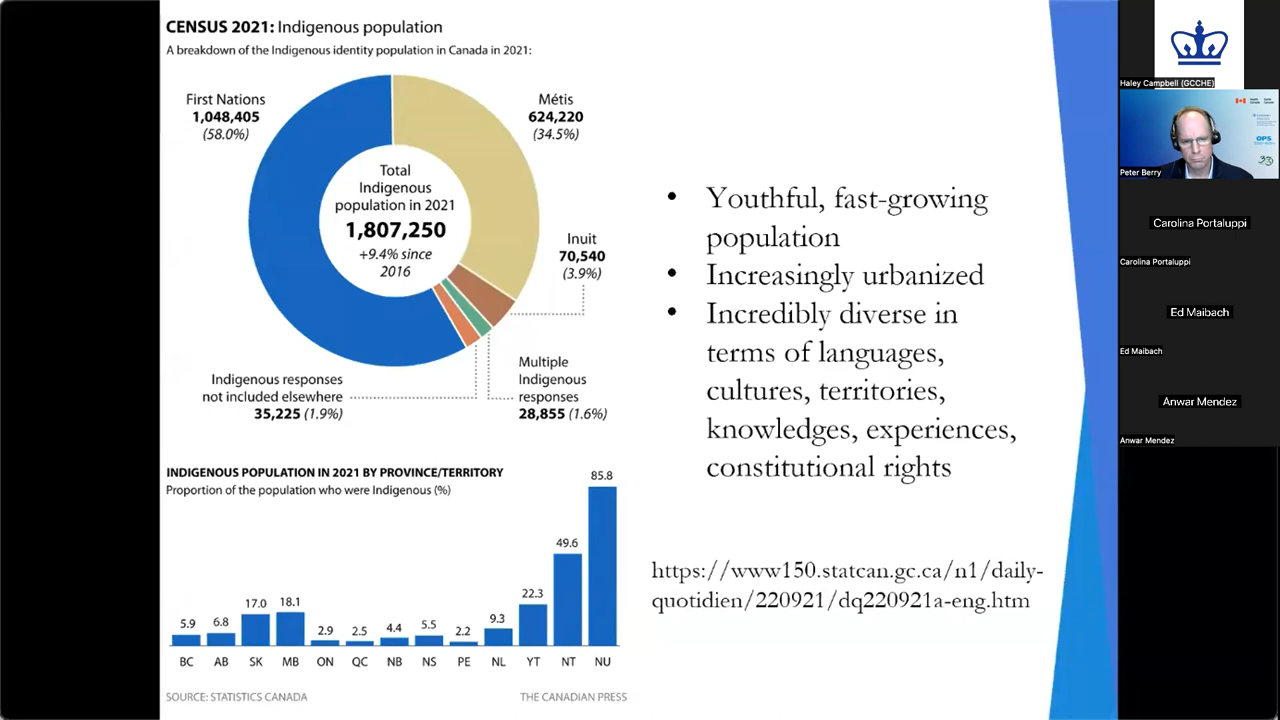 CENSUS 2021: Indigenous population
A breakdown of the Indigenous identity population in Canada in 2021:
First Nations
1,048,405
(58.0%)
Métis
624,220
(34.5%)
Total
Indigenous
population in 2021
1,807,250
+9.4% since
2016
Inuit
70,540
(3.9%)
Indigenous responses
not included elsewhere
35,225 (1.9%)
Multiple
Indigenous
responses
28,855 (1.6%)
INDIGENOUS POPULATION IN 2021 BY PROVINCE/TERRITORY
Proportion of the population who were Indigenous (%)
5.9 6.8 17.0 18.1 2.9 2.5 4.4 5.5 2.2 9.3 22.3 49.6 85.8
BC AB SK MB ON QC NB NS PE NL YT NT NU
SOURCE: STATISTICS CANADA THE CANADIAN PRESS
• Youthful, fast-growing
population
• Increasingly urbanized
• Incredibly diverse in
terms of languages,
cultures, territories,
knowledges, experiences,
constitutional rights
https://www150.statcan.gc.ca/n1/daily-
quotidien/220921/dq220921a-eng.htm
Haley Campbell (GCCHE)
OPS
Peter Berry
Carolina Portaluppi
Carolina Portaluppi
Ed Maibach
Ed Maibach
Anwar Mendez
Anwar Mendez